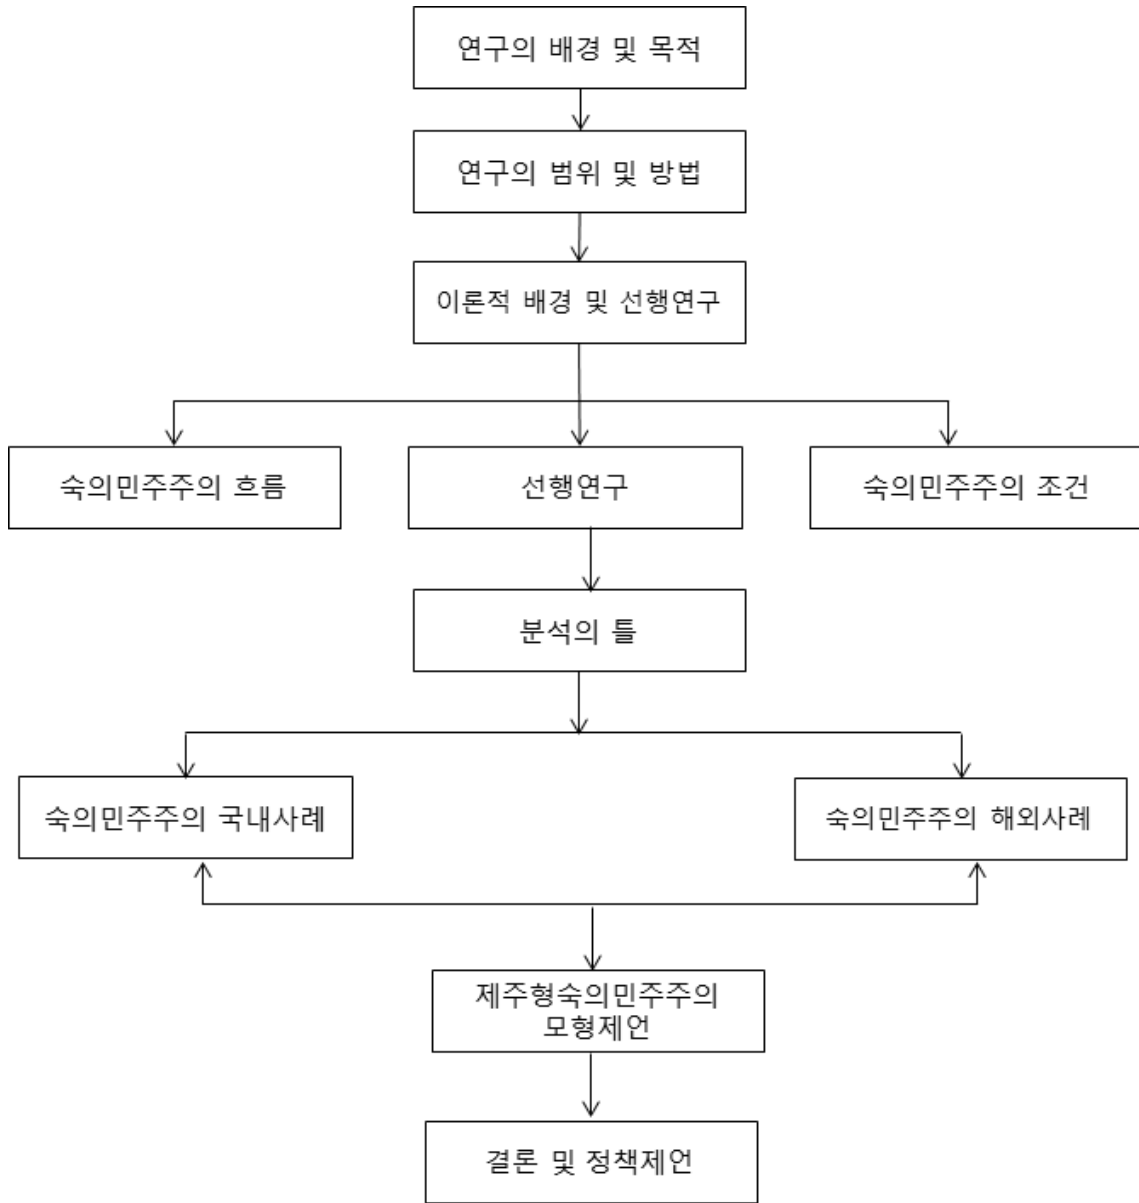 연구의 배경 및 목적
연구의 범위 및 방법
이론적 배경 및 선행연구
숙의민주주의 흐름
선행연구
숙의민주주의 조건
분석의 틀
숙의민주주의 국내사례
숙의민주주의 해외사례
제주형숙의민주주의
모형제언
결론 및 정책제언